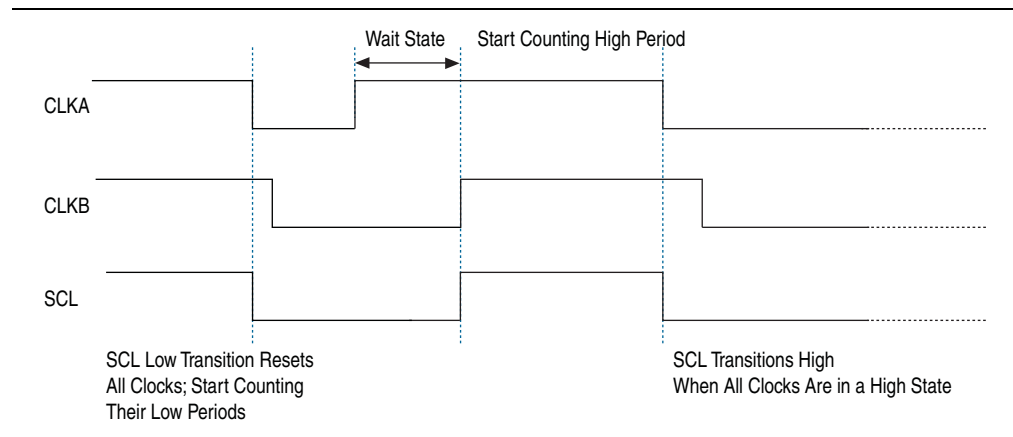 Wait State
Start Counting High Period
CLKA
CLKB
SCL
SCL Low Transition Resets
All Clocks; Start Counting
Their Low Periods
SCL Transitions High
When All Clocks Are in a High State